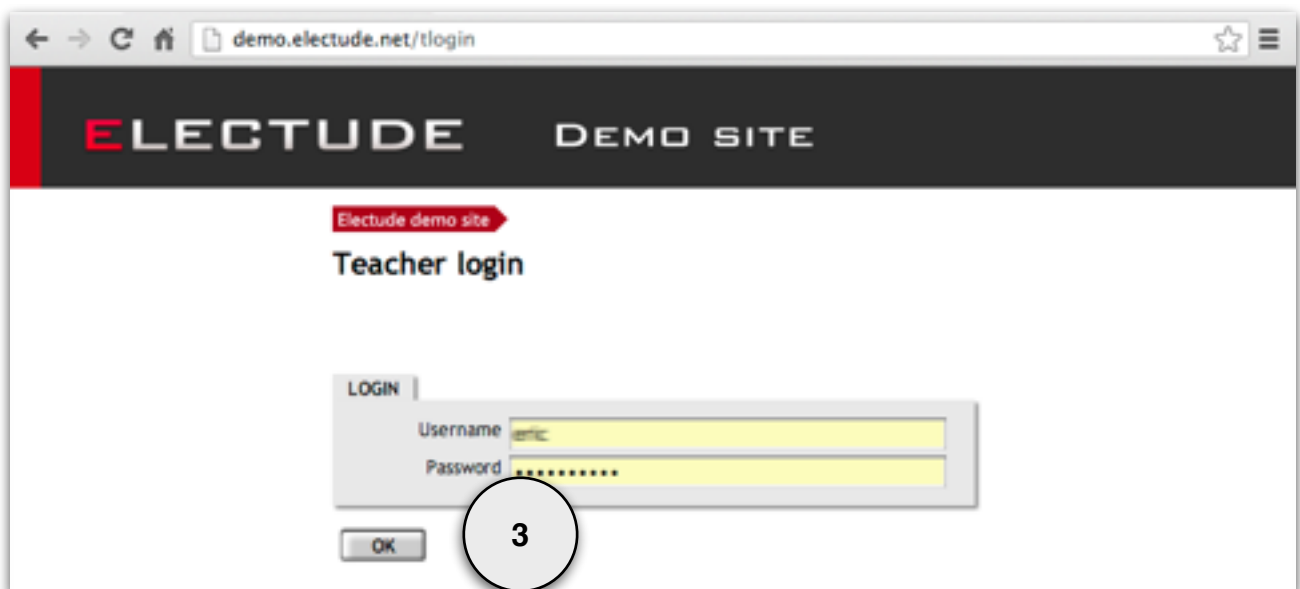 demo.electude.net/tlogin
ELECTUDE DEMO SITE
Electude demo site
Teacher login
LOGIN
Username
Password ••••••••••
OK
3